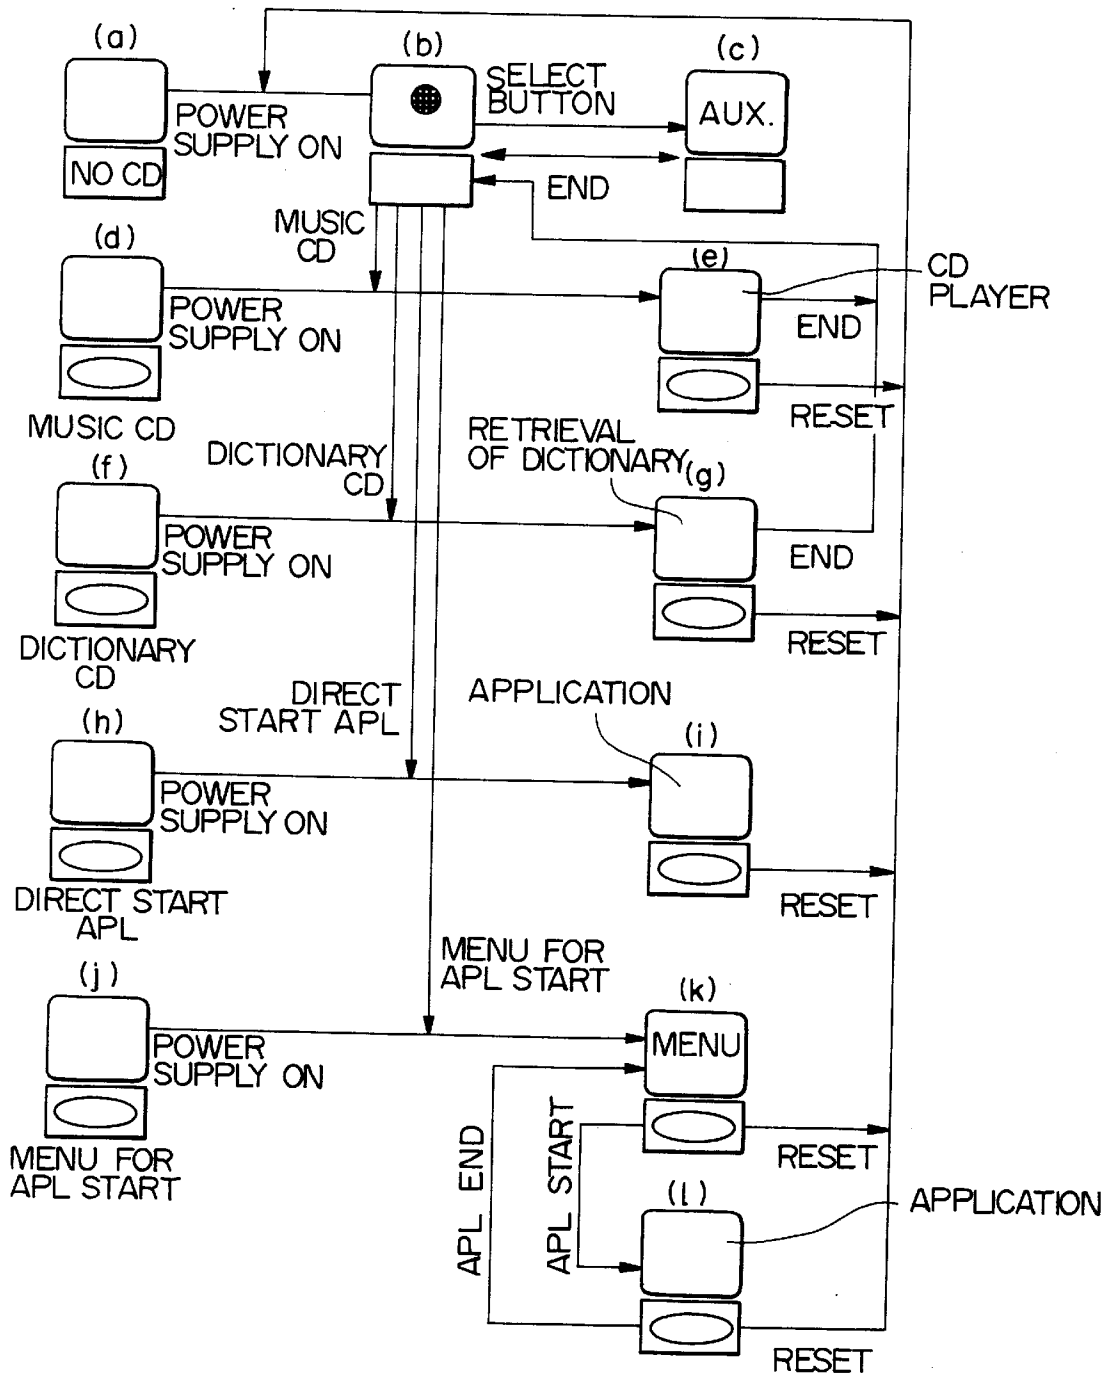 (a)
(b)
(c)
SELECT
BUTTON
AUX.
POWER
SUPPLY ON
NO CD
END
MUSIC
CD
(d)
(e)
CD
PLAYER
POWER
SUPPLY ON
END
RESET
MUSIC CD
RETRIEVAL
OF DICTIONARY
DICTIONARY
CD
(f)
(g)
POWER
SUPPLY ON
END
RESET
DICTIONARY
CD
DIRECT
START APL
APPLICATION
(h)
(i)
POWER
SUPPLY ON
DIRECT START
APL
RESET
MENU FOR
APL START
(j)
(k)
MENU
POWER
SUPPLY ON
APL END
APL START
RESET
MENU FOR
APL START
(l)
APPLICATION
RESET